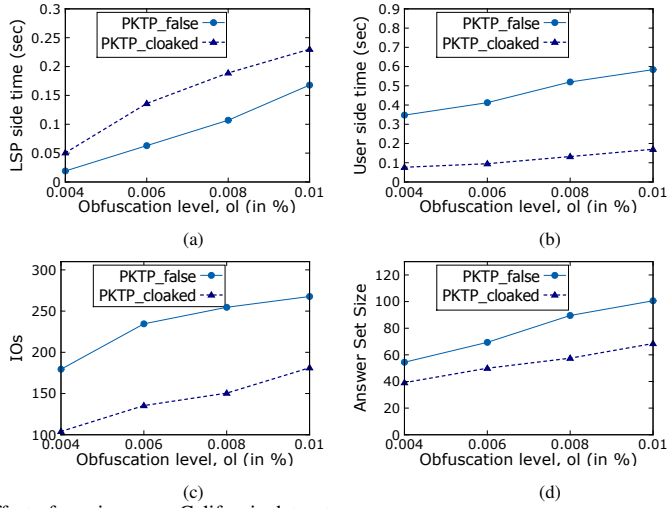 PKTP_false
PKTP_cloaked
LSP side time (sec)
0.3
0.25
0.2
0.15
0.1
0.05
0
0.004 0.006 0.008 0.01
Obfuscation level, ol (in %)
(a)
PKTP_false
PKTP_cloaked
User side time (sec)
0.9
0.8
0.7
0.6
0.5
0.4
0.3
0.2
0.1
0
0.004 0.006 0.008 0.01
Obfuscation level, ol (in %)
(b)
PKTP_false
PKTP_cloaked
IOs
300
250
200
150
100
0.004 0.006 0.008 0.01
Obfuscation level, ol (in %)
(c)
PKTP_false
PKTP_cloaked
Answer Set Size
120
100
80
60
40
20
0
0.004 0.006 0.008 0.01
Obfuscation level, ol (in %)
(d)